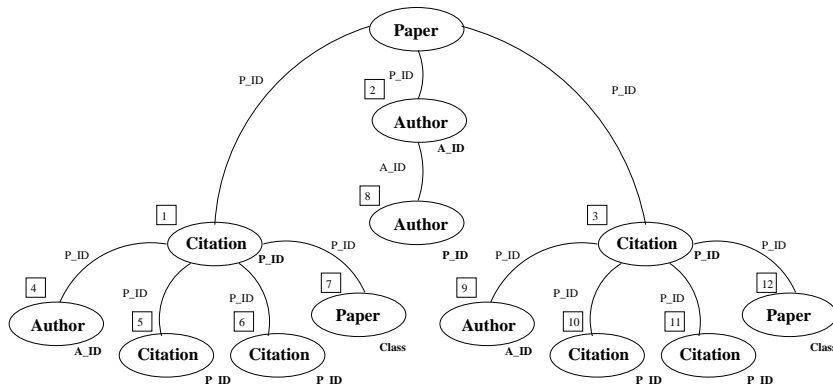 Paper
P_ID
P_ID
P_ID
2
Author
A_ID
A_ID
8
Author
P_ID
1
Citation
P_ID
3
Citation
P_ID
P_ID
P_ID
P_ID
P_ID
4
Author
A_ID
P_ID
5
Citation
P_ID
P_ID
6
Citation
P_ID
7
Paper
Class
9
Author
A_ID
P_ID
10
Citation
P_ID
P_ID
11
Citation
P_ID
12
Paper
Class